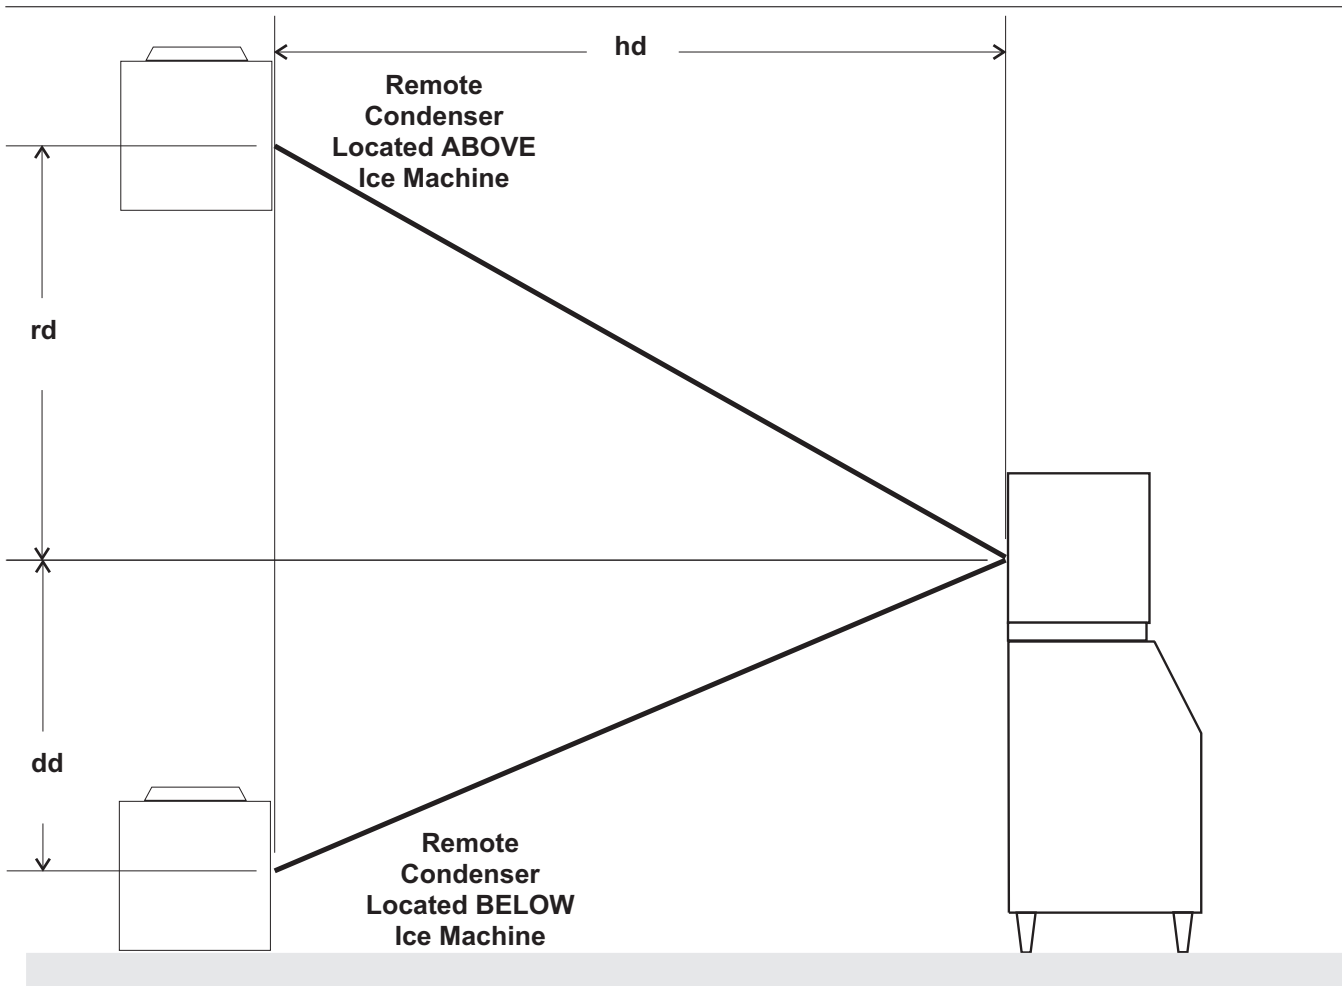 hd
Remote
Condenser
Located ABOVE
Ice Machine
rd
dd
Remote
Condenser
Located BELOW
Ice Machine